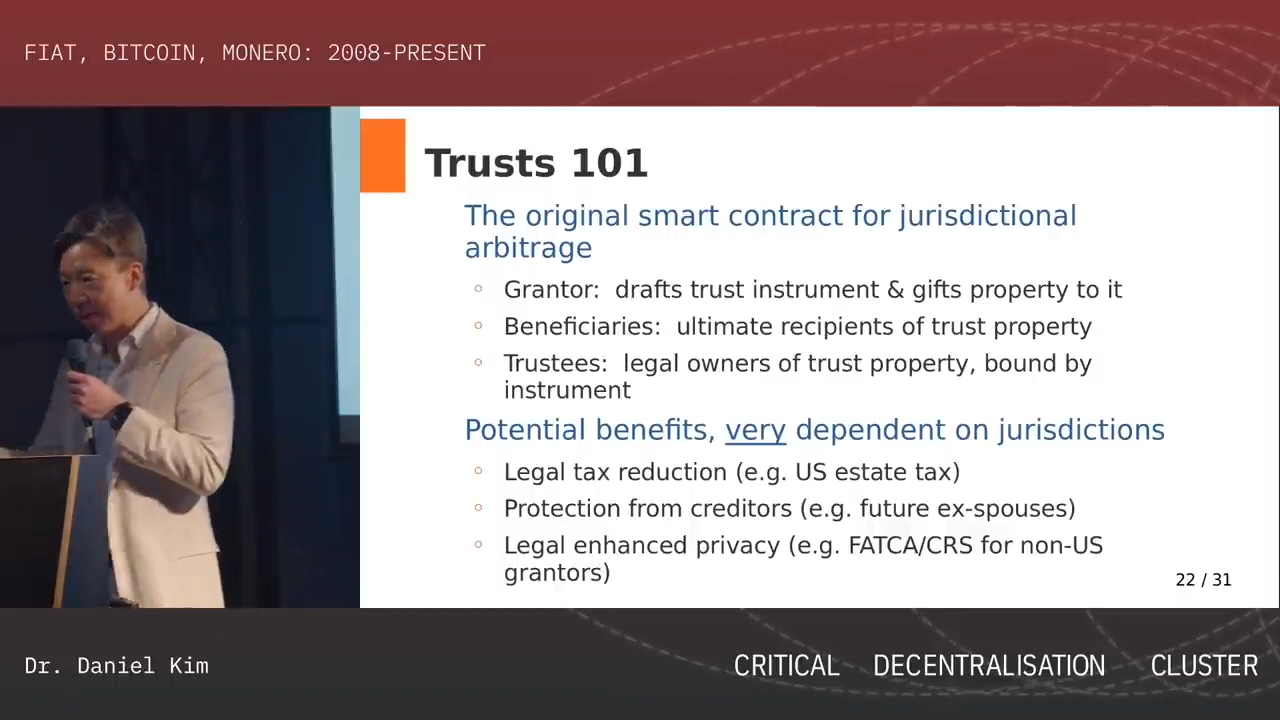 FIAT, BITCOIN, MONERO: 2008-PRESENT
Trusts 101
The original smart contract for jurisdictional
arbitrage
◦ Grantor:  drafts trust instrument & gifts property to it
◦ Beneficiaries:  ultimate recipients of trust property
◦ Trustees:  legal owners of trust property, bound by
instrument
Potential benefits, very dependent on jurisdictions
◦ Legal tax reduction (e.g. US estate tax)
◦ Protection from creditors (e.g. future ex-spouses)
◦ Legal enhanced privacy (e.g. FATCA/CRS for non-US
grantors)
22 / 31
Dr. Daniel Kim
CRITICAL DECENTRALISATION CLUSTER